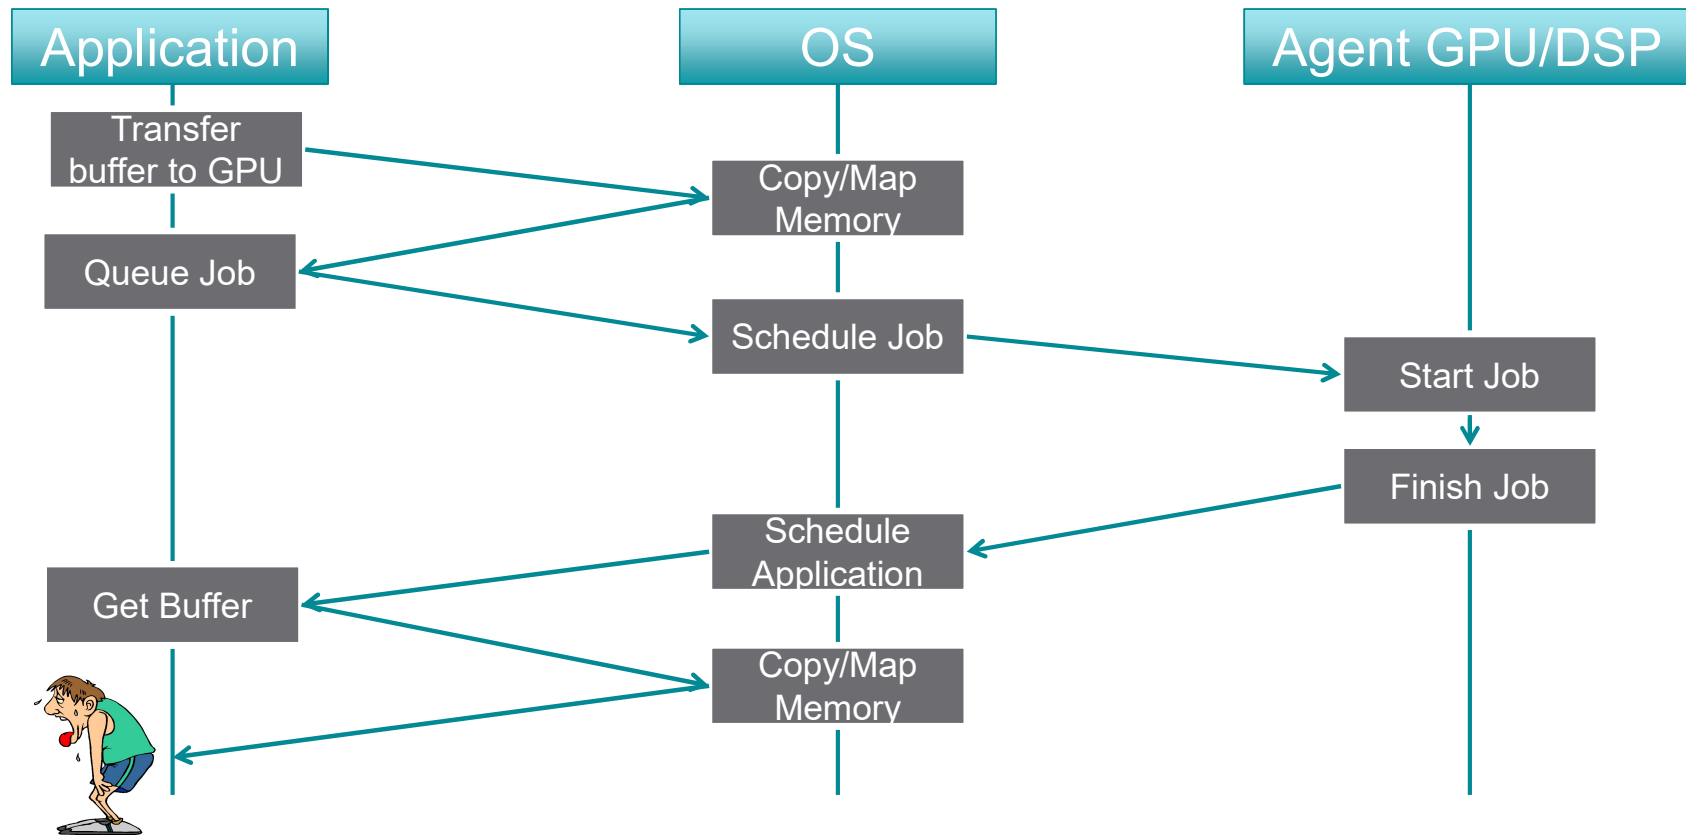 Application
OS
Agent GPU/DSP
Transfer
buffer to GPU
Copy/Map
Memory
Queue Job
Schedule Job
Start Job
Finish Job
Schedule
Application
Get Buffer
Copy/Map
Memory